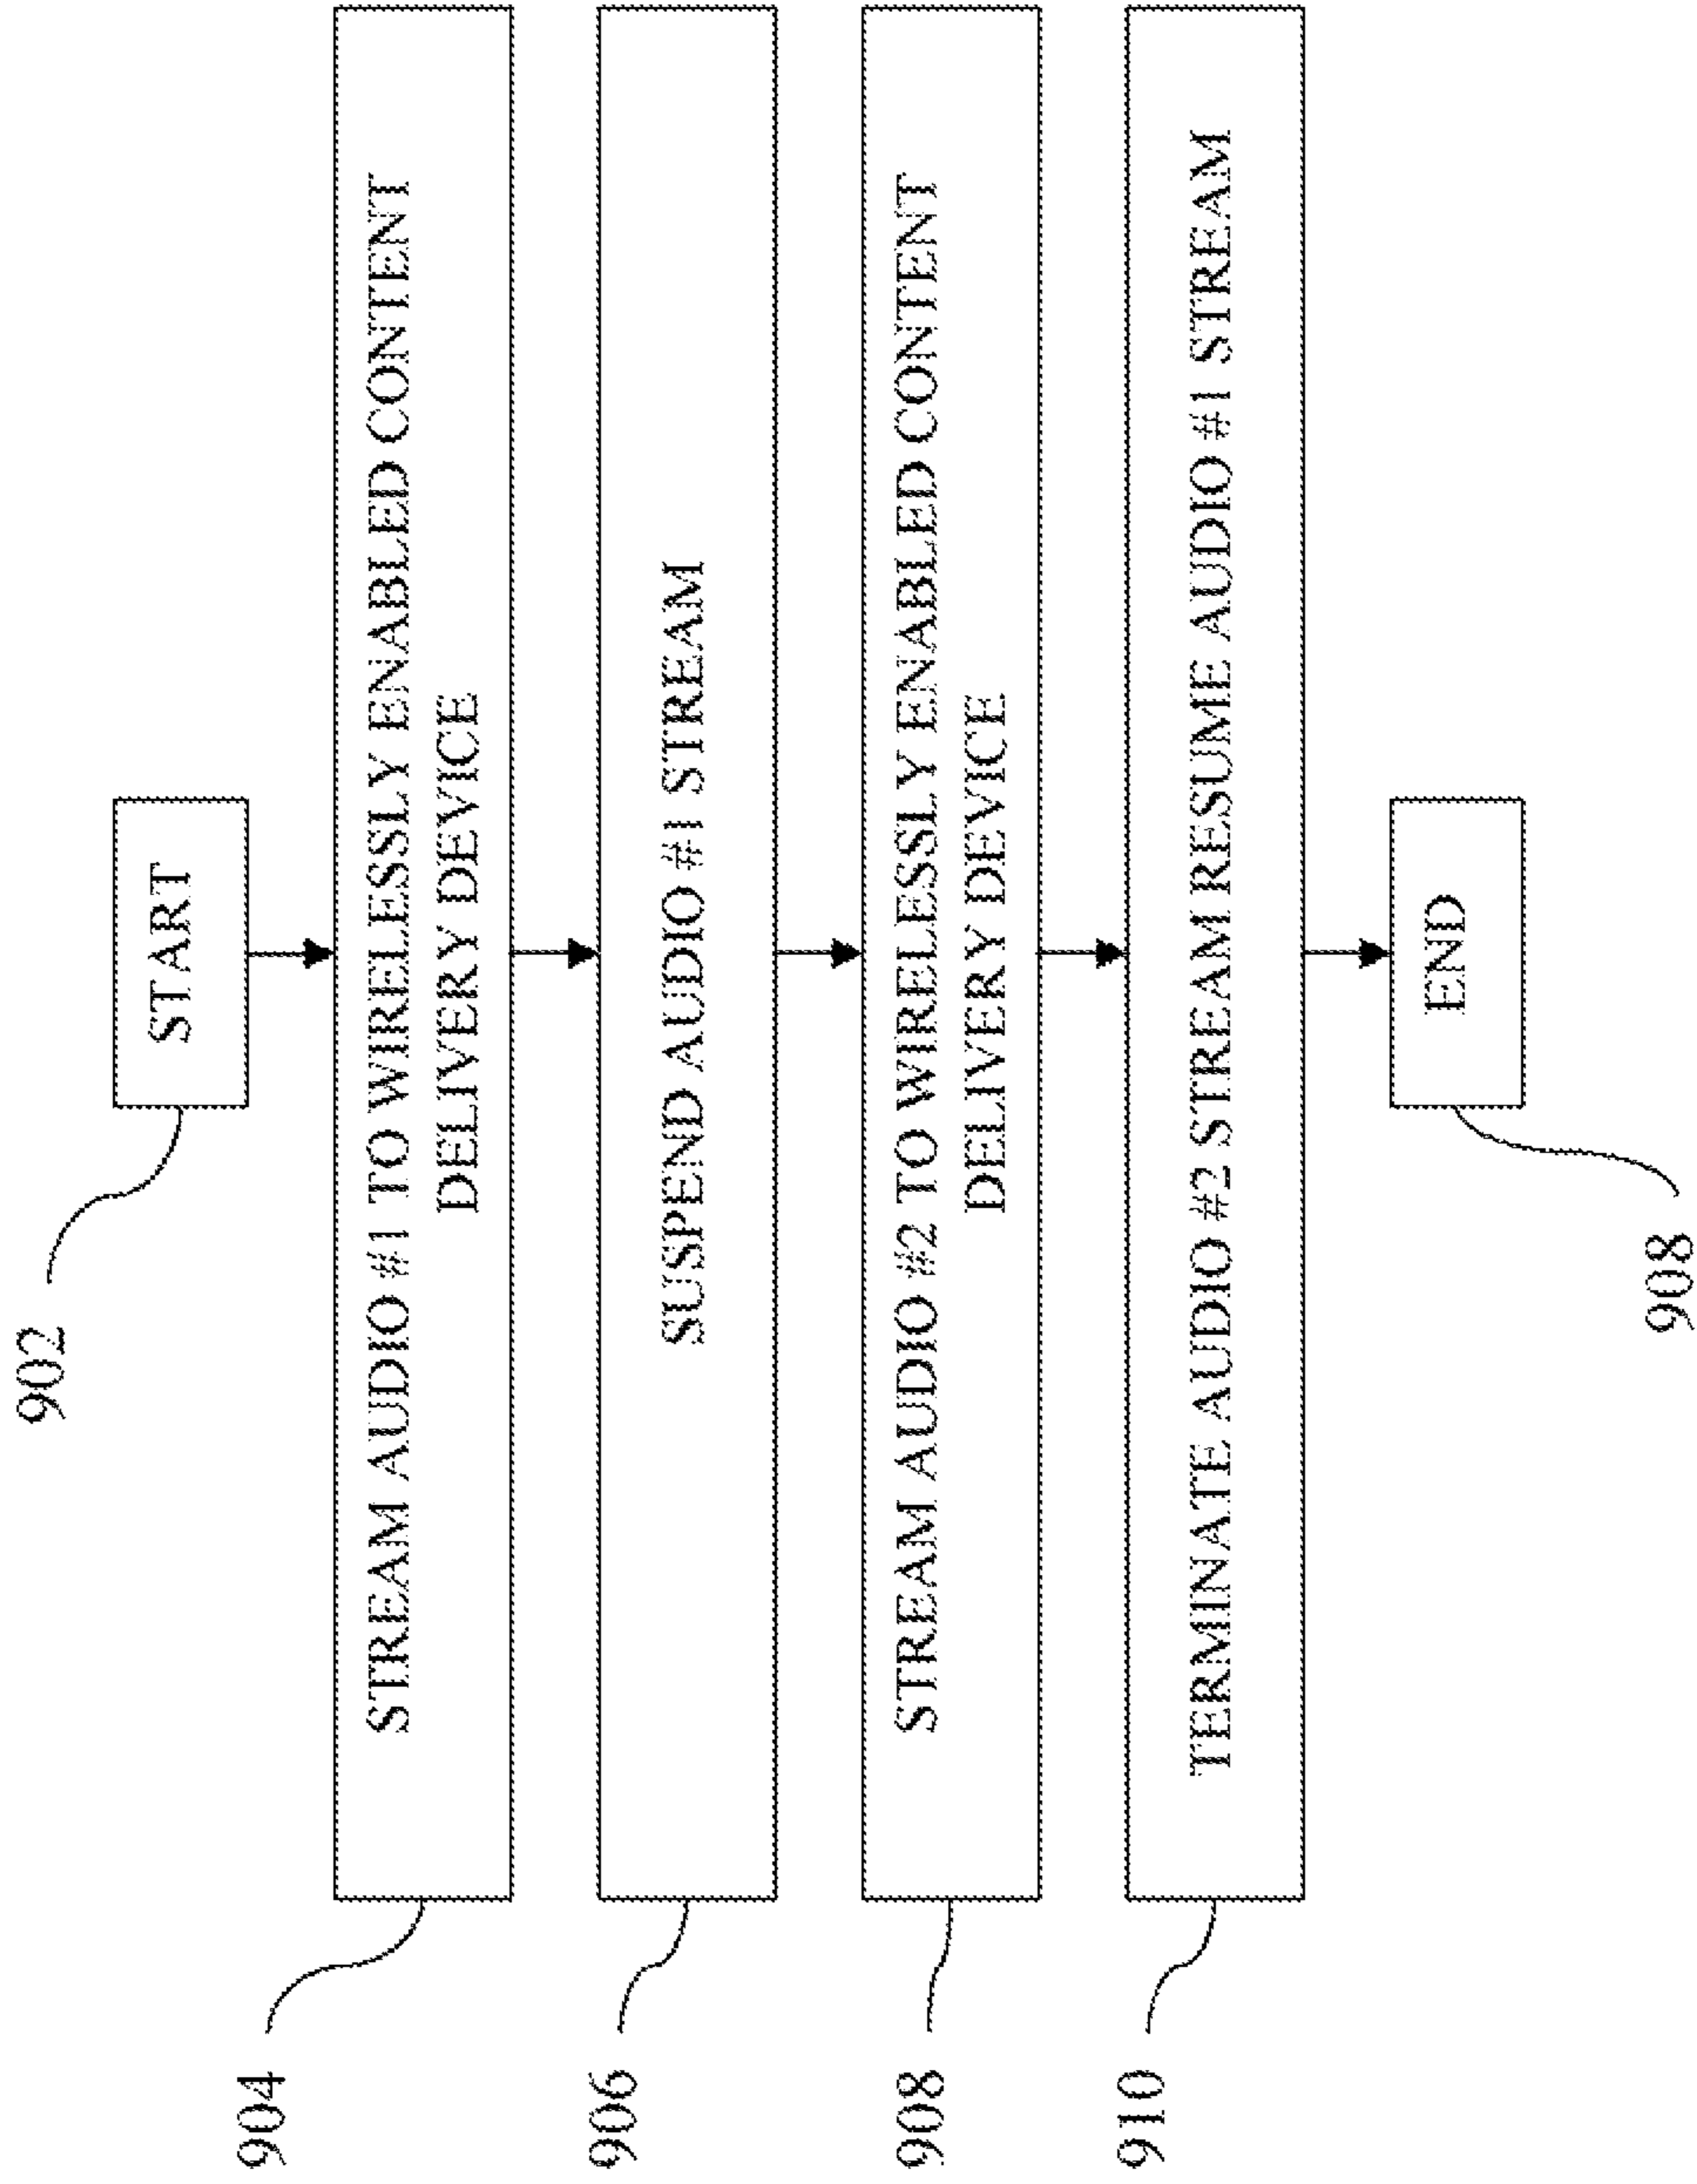 902
START
904
STREAM AUDIO #1 TO WIRELESSLY ENABLED CONTENT
DELIVERY DEVICE
906
SUSPEND AUDIO #1 STREAM
908
STREAM AUDIO #2 TO WIRELESSLY ENABLED CONTENT
DELIVERY DEVICE
910
TERMINATE AUDIO #2 STREAM RESUME AUDIO #1 STREAM
END
908